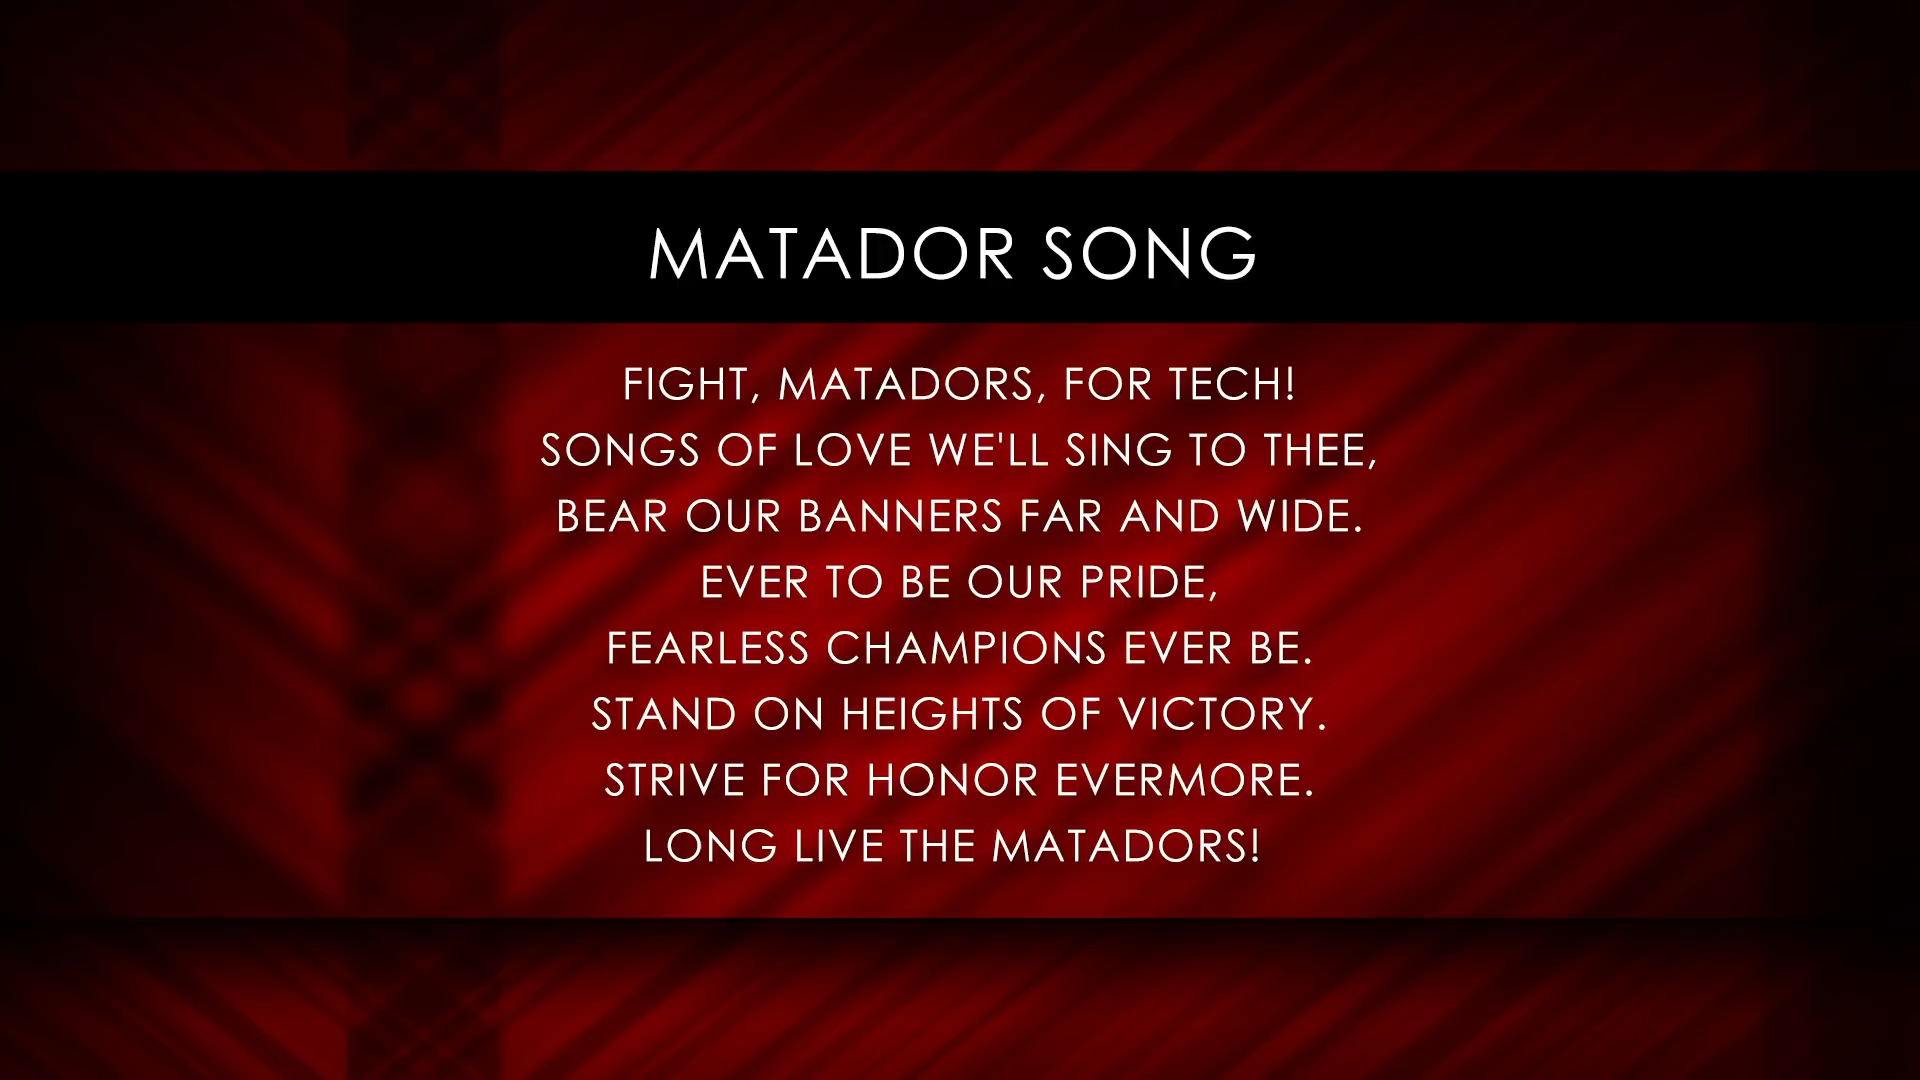 MATADOR SONG
FIGHT, MATADORS, FOR TECH!
SONGS OF LOVE WE'LL SING TO THEE,
BEAR OUR BANNERS FAR AND WIDE.
EVER TO BE OUR PRIDE,
FEARLESS CHAMPIONS EVER BE.
STAND ON HEIGHTS OF VICTORY.
STRIVE FOR HONOR EVERMORE.
LONG LIVE THE MATADORS!